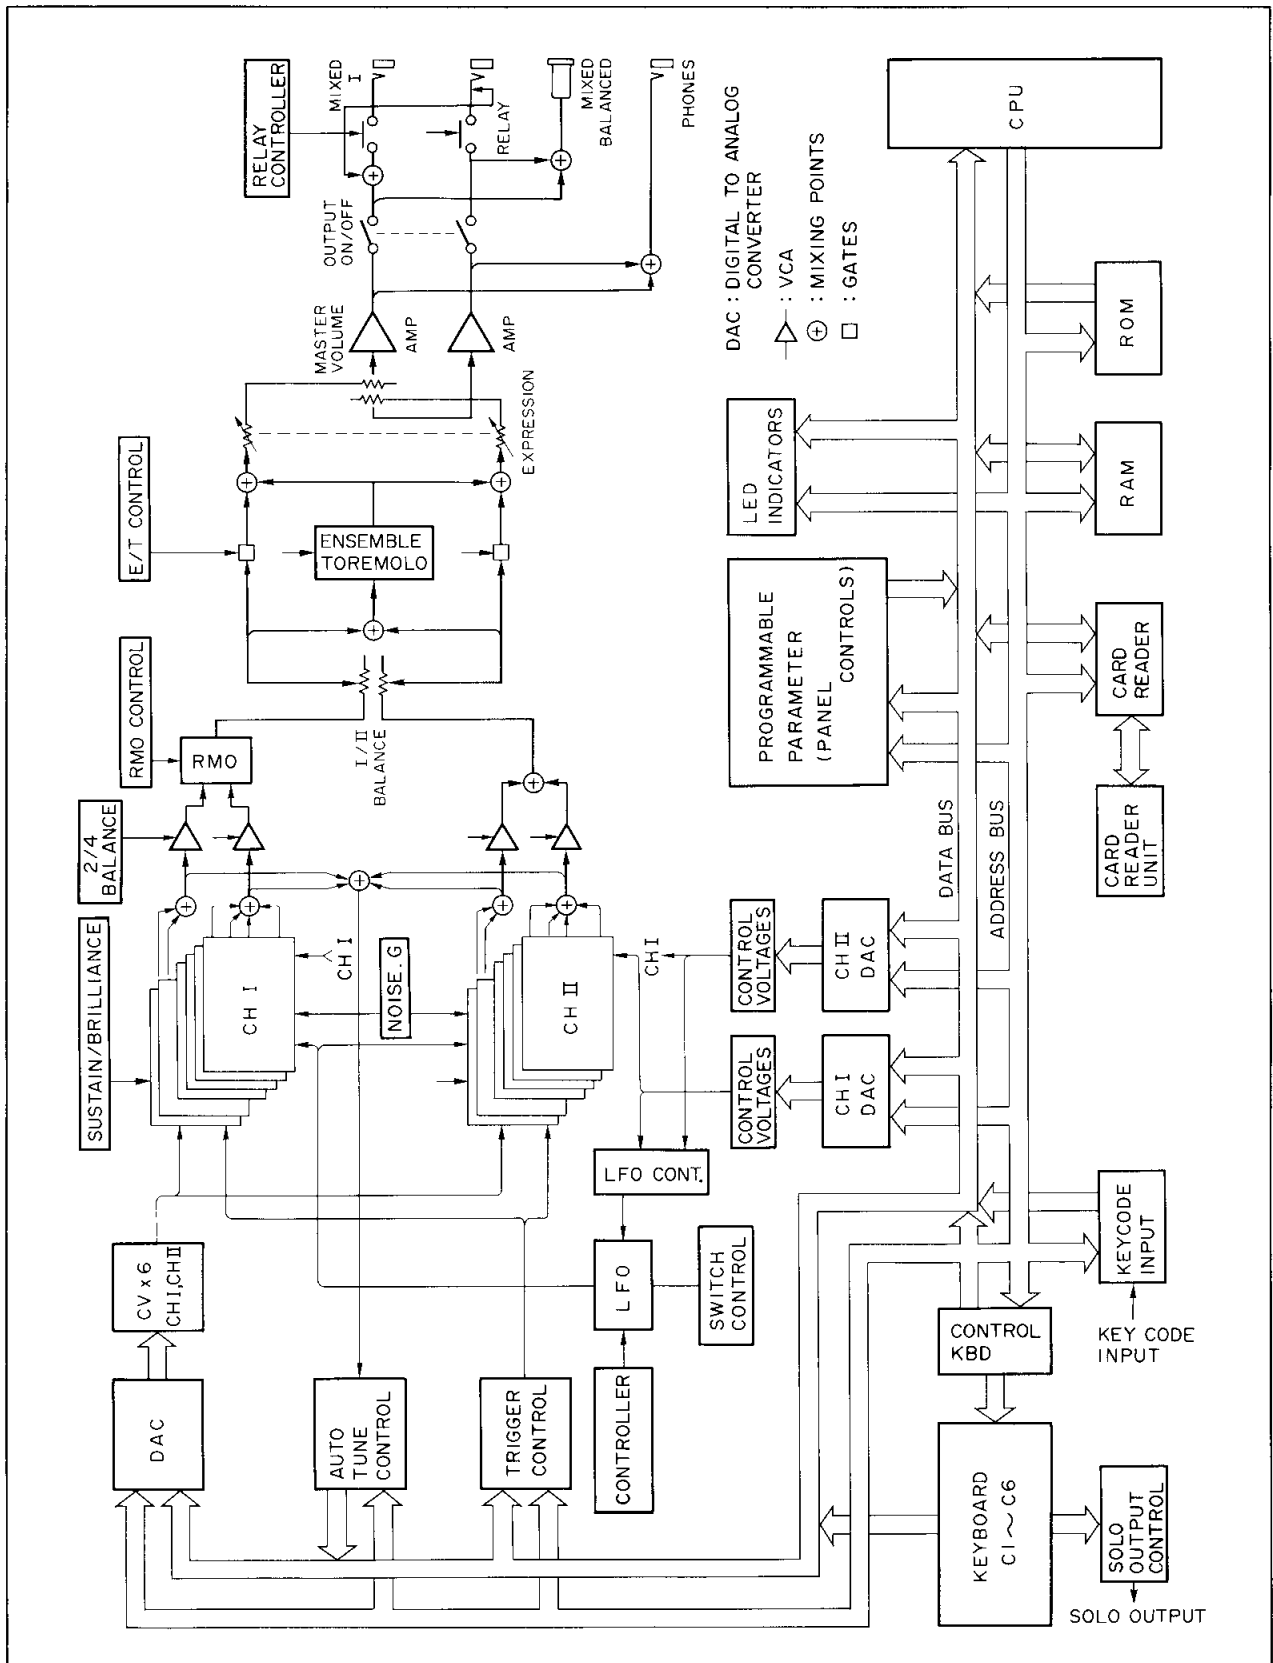 SUSTAIN/BRILLIANCE
2/4
BALANCE
RMO CONTROL
E/T CONTROL
RELAY
CONTROLLER
CV x 6
CH I, CH II
DAC
CH I
CH I
RMO
I/II
BALANCE
ENSEMBLE
TOREMOLO
EXPRESSION
MASTER
VOLUME
AMP
AMP
OUTPUT
ON/OFF
MIXED
I
RELAY
MIXED
BALANCED
PHONES
AUTO
TUNE
CONTROL
NOISE. G
TRIGGER
CONTROL
CH II
CH I
CONTROLLER
LFO
LFO CONT.
SWITCH
CONTROL
CONTROL
VOLTAGES
CONTROL
VOLTAGES
CH I
DAC
CH II
DAC
DAC : DIGITAL TO ANALOG
CONVERTER
: VCA
: MIXING POINTS
: GATES
PROGRAMMABLE
PARAMETER
(PANEL
CONTROLS)
LED
INDICATORS
CPU
DATA BUS
ADDRESS BUS
KEYBOARD
C1~C6
CONTROL
KBD
KEYCODE
INPUT
KEY CODE
INPUT
SOLO
OUTPUT
CONTROL
SOLO OUTPUT
CARD
READER
UNIT
CARD
READER
RAM
ROM